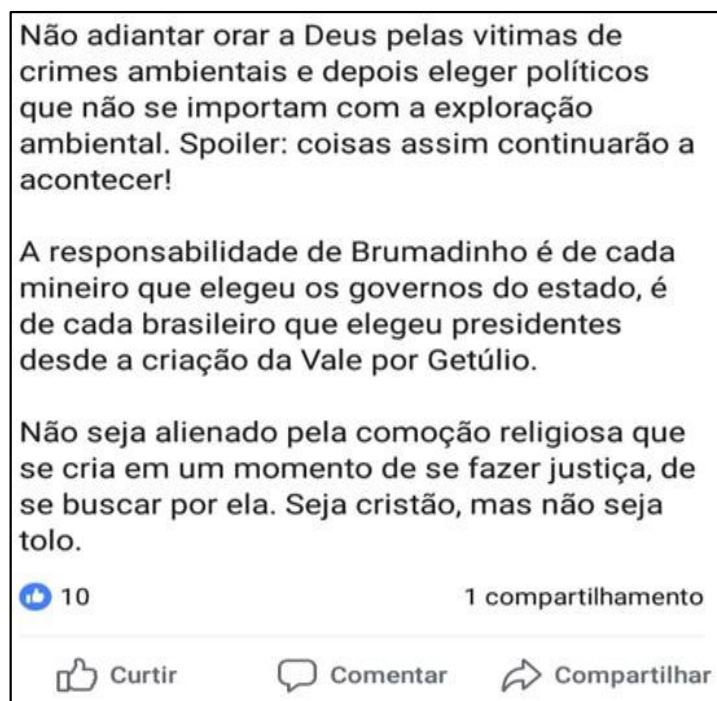 Não adiantar orar a Deus pelas vitimas de
crimes ambientais e depois eleger políticos
que não se importam com a exploração
ambiental. Spoiler: coisas assim continuarão a
acontecer!
A responsabilidade de Brumadinho é de cada
mineiro que elegeu os governos do estado, é
de cada brasileiro que elegeu presidentes
desde a criação da Vale por Getúlio.
Não seja alienado pela comoção religiosa que
se cria em um momento de se fazer justiça, de
se buscar por ela. Seja cristão, mas não seja
tolo.
10 1 compartilhamento
Curtir Comentar Compartilhar